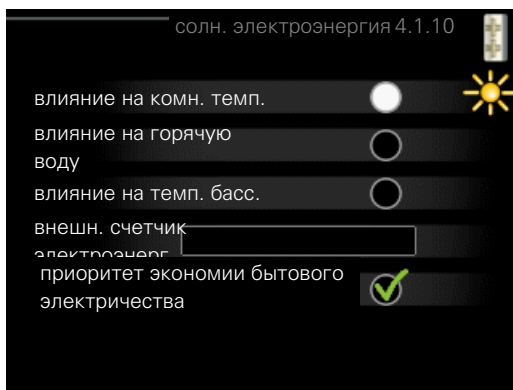 солн. электроэнергия 4.1.10
влияние на комн. темп.
влияние на горячую
воду
влияние на темп. басс.
внешн. счетчик
электроэнерг.
приоритет экономии бытового
электричества